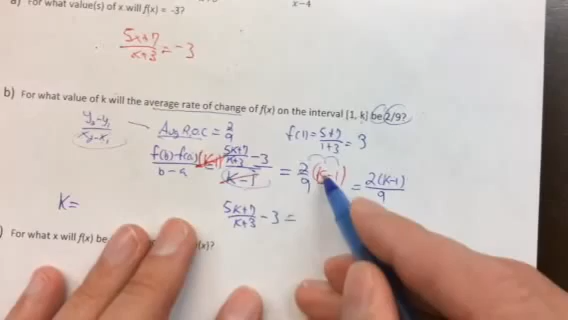 a) For what value(s) of x will f(x) = -3?
x-4
5x+7
x+3
= -3
b) For what value of k will the average rate of change of f(x) on the interval [1, k] be 2/9?
y₂-y₁
x₂-x₁
Avg R.O.C = 2/9
f(1) = 5+7
1+3
= 3
f(b)-f(a)
b-a
(k-1)
5k+7
k+3
-3
k-1
= 2/9 (k-1) = 2(k-1)
9
K=
5k+7
k+3
-3 =
) For what x will f(x) be
(x)?